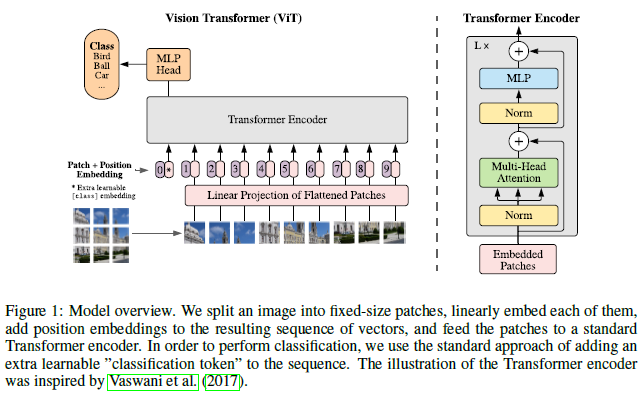 Vision Transformer (ViT)
Class
Bird
Ball
Car
...
MLP
Head
Transformer Encoder
Patch + Position
Embedding
* Extra learnable
[class] embedding
0 * 1 2 3 4 5 6 7 8 9
Linear Projection of Flattened Patches
Transformer Encoder
L x
+
MLP
Norm
+
Multi-Head
Attention
Norm
Embedded
Patches
Figure 1: Model overview. We split an image into fixed-size patches, linearly embed each of them,
add position embeddings to the resulting sequence of vectors, and feed the patches to a standard
Transformer encoder. In order to perform classification, we use the standard approach of adding an
extra learnable ”classification token” to the sequence. The illustration of the Transformer encoder
was inspired by Vaswani et al. (2017).